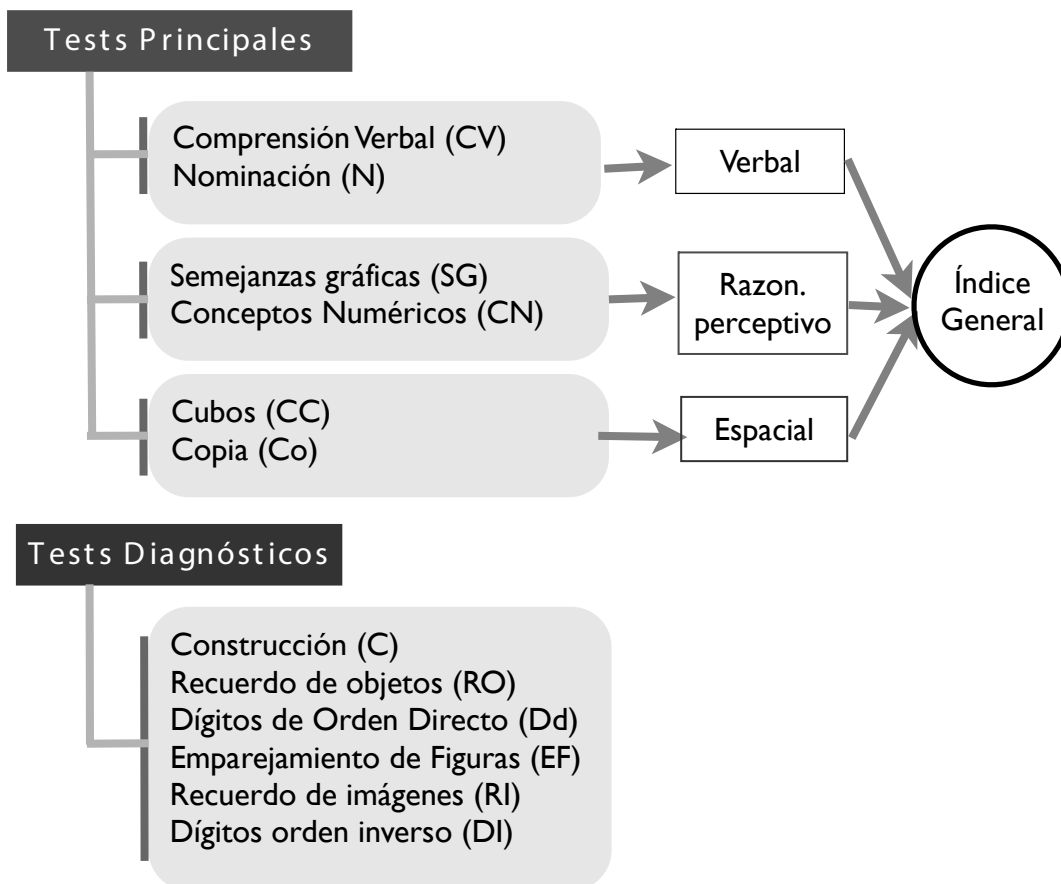 Tests Principales
Comprensión Verbal (CV)
Nominación (N)
Verbal
Semejanzas gráficas (SG)
Conceptos Numéricos (CN)
Razon.
perceptivo
Índice
General
Cubos (CC)
Copia (Co)
Espacial
Tests Diagnósticos
Construcción (C)
Recuerdo de objetos (RO)
Dígitos de Orden Directo (Dd)
Emparejamiento de Figuras (EF)
Recuerdo de imágenes (RI)
Dígitos orden inverso (DI)